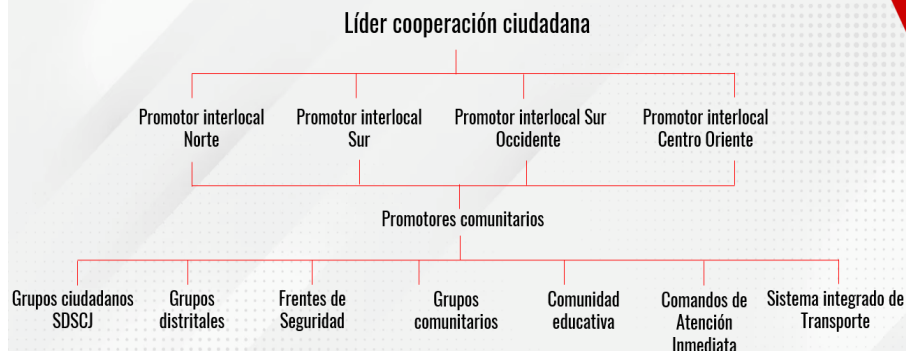 Líder cooperación ciudadana
Promotor interlocal
Norte
Promotor interlocal
Sur
Promotor interlocal Sur
Occidente
Promotor interlocal
Centro Oriente
Promotores comunitarios
Grupos ciudadanos
SDSCJ
Grupos
distritales
Frentes de
Seguridad
Grupos
comunitarios
Comunidad
educativa
Comandos de
Atención
Inmediata
Sistema integrado de
Transporte